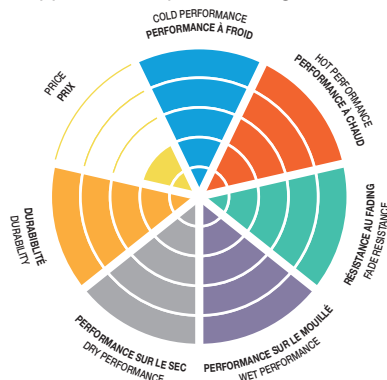 COLD PERFORMANCE
PERFORMANCE À FROID
HOT PERFORMANCE
PERFORMANCE À CHAUD
RÉSISTANCE AU FADING
FADE RESISTANCE
PERFORMANCE SUR LE MOUILLÉ
WET PERFORMANCE
PERFORMANCE SUR LE SEC
DRY PERFORMANCE
DURABIBLITÉ
DURABILITY
PRICE
PRIX